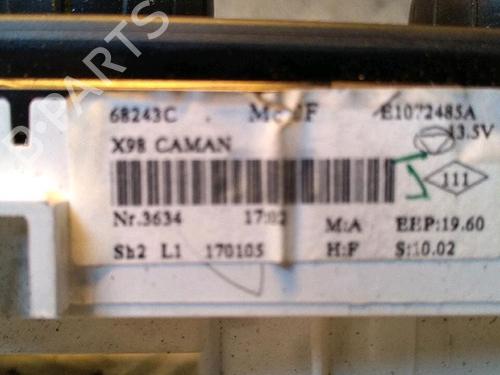 68243C E1072485A
13.5V
X98 CAMAN
111
Nr.3634 17:02 M:A EEP:19.60
Sh2 L1 170105 H:F S:10.02
PARTS